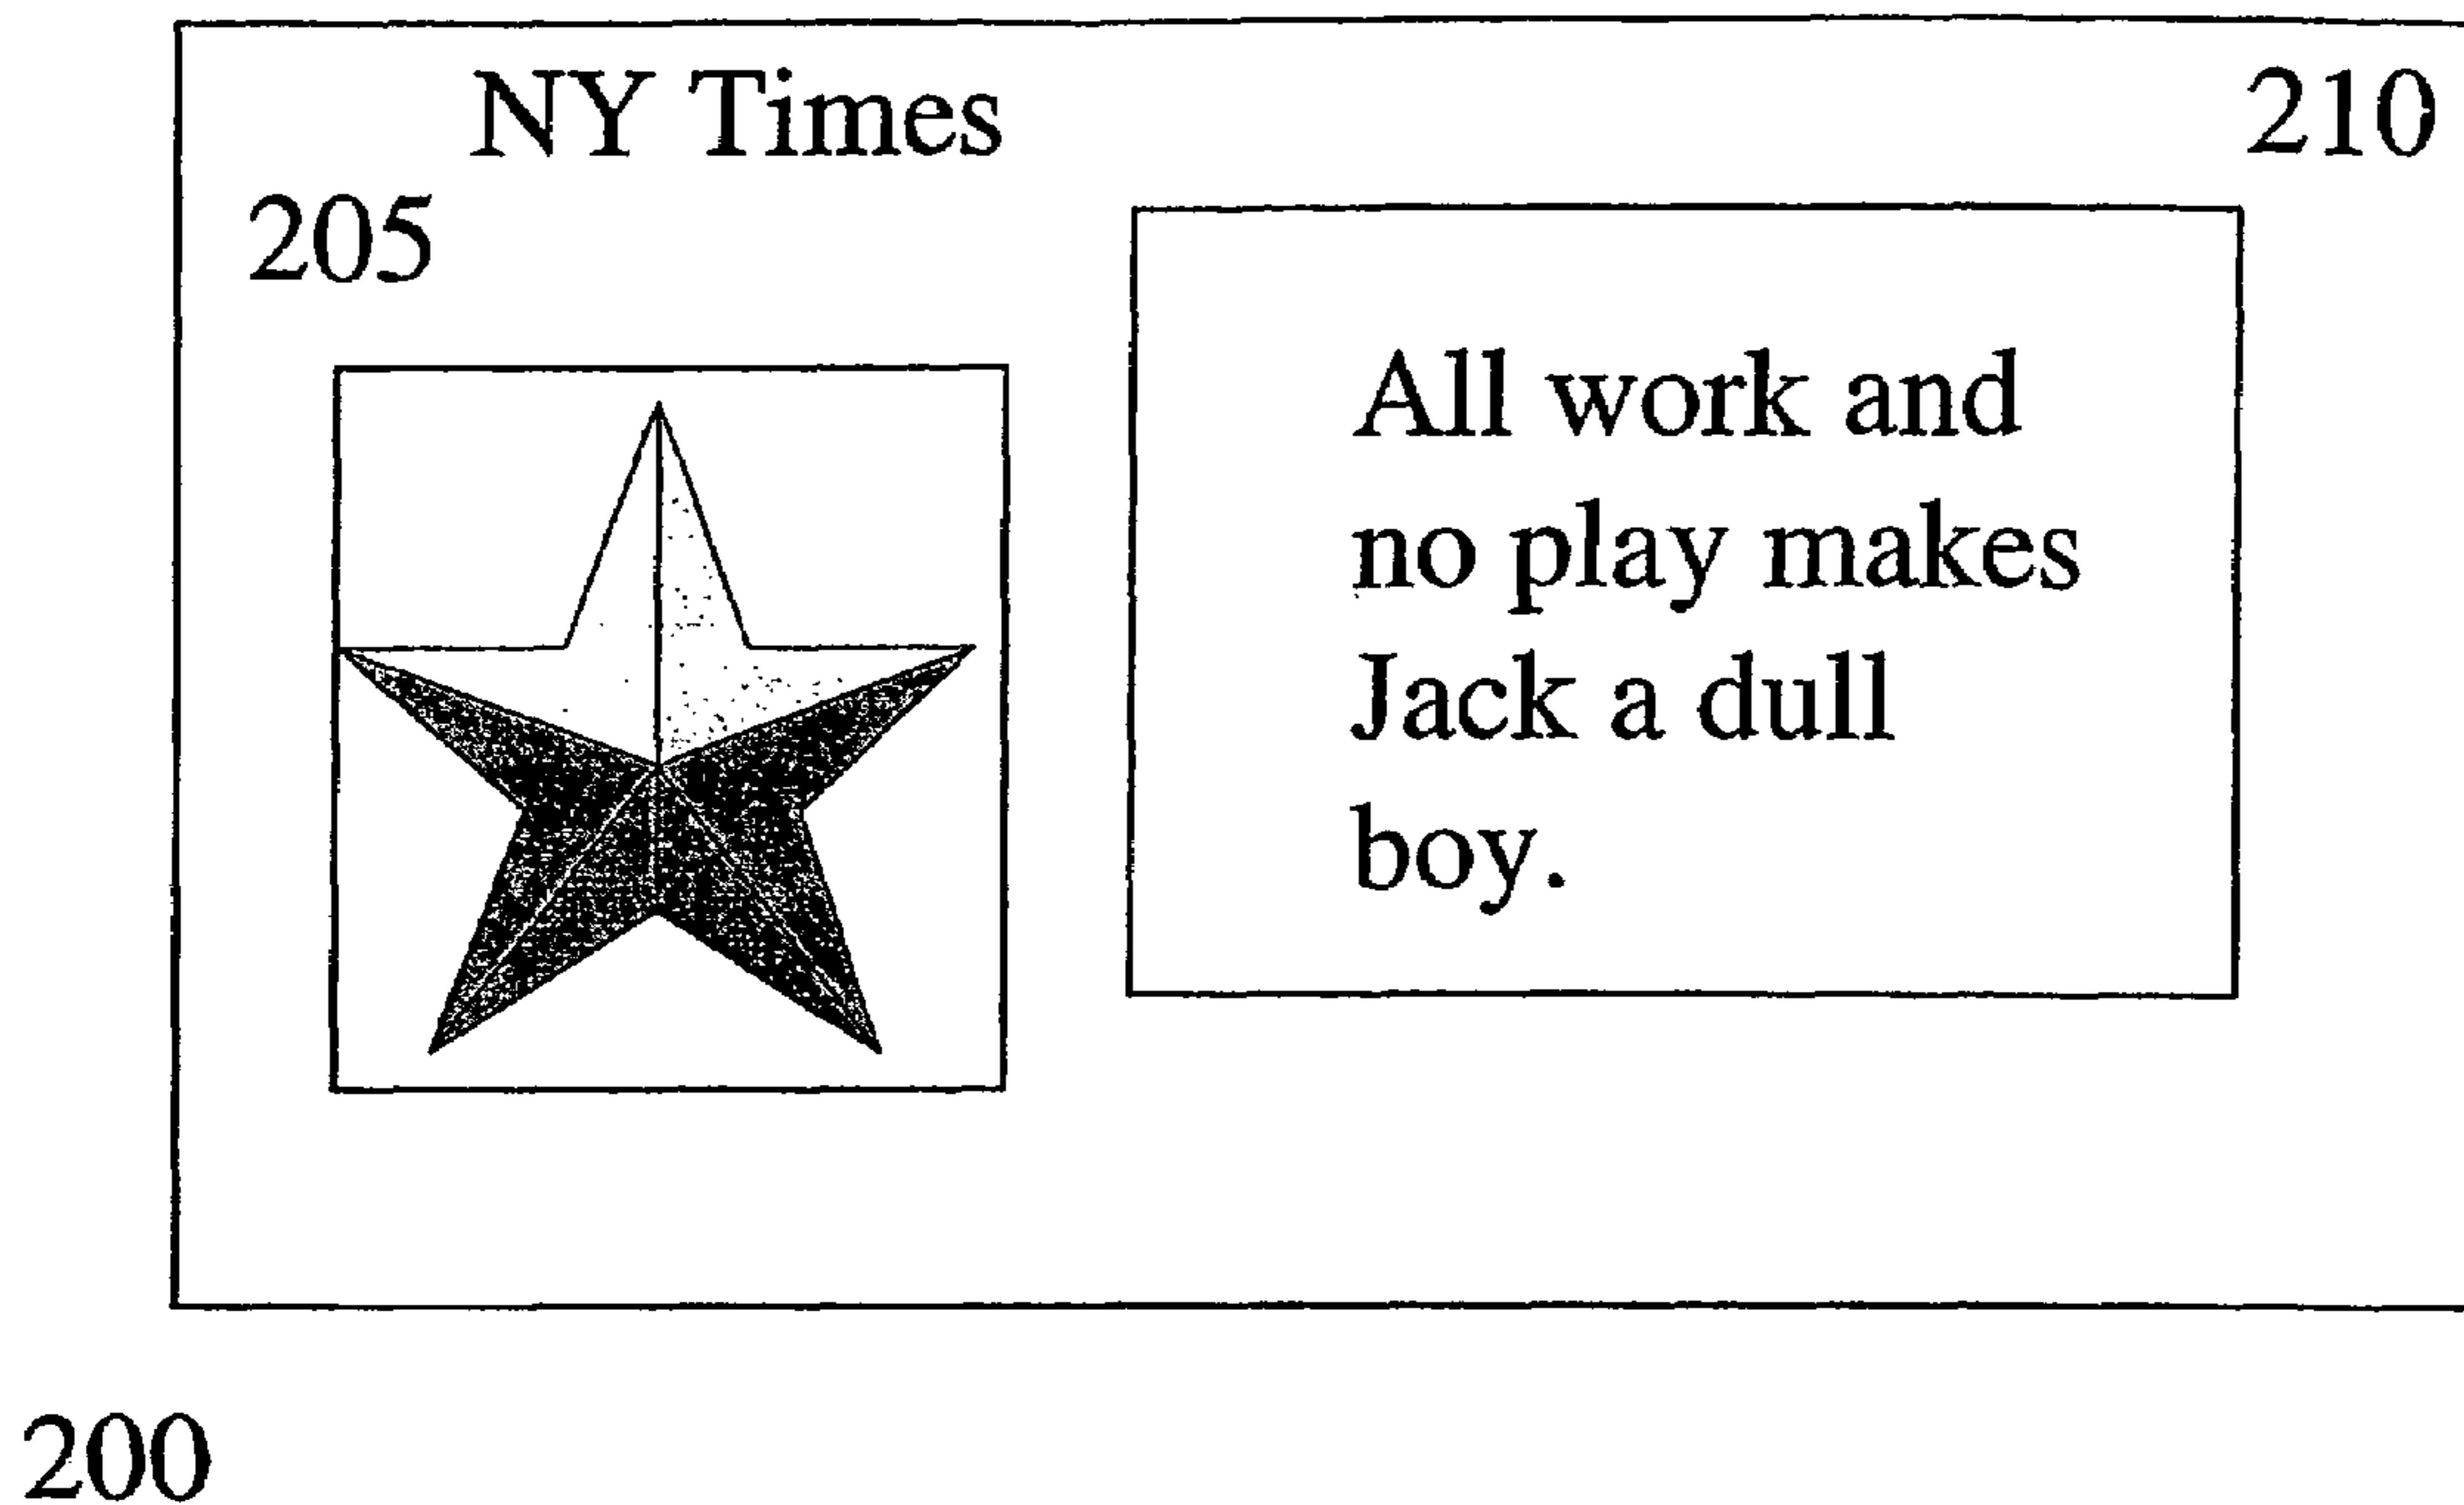 NY Times
210
205
All work and
no play makes
Jack a dull
boy.
200